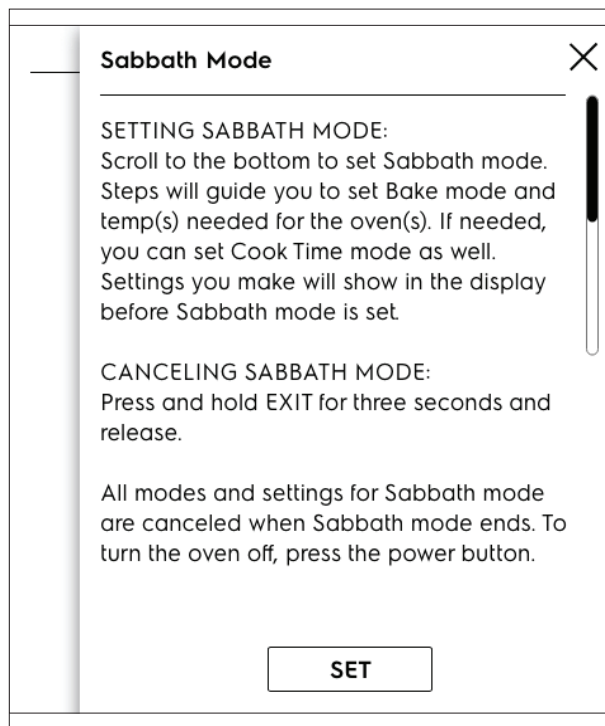 Sabbath Mode
SETTING SABBATH MODE:
Scroll to the bottom to set Sabbath mode.
Steps will guide you to set Bake mode and
temp(s) needed for the oven(s). If needed,
you can set Cook Time mode as well.
Settings you make will show in the display
before Sabbath mode is set.
CANCELING SABBATH MODE:
Press and hold EXIT for three seconds and
release.
All modes and settings for Sabbath mode
are canceled when Sabbath mode ends. To
turn the oven off, press the power button.
SET